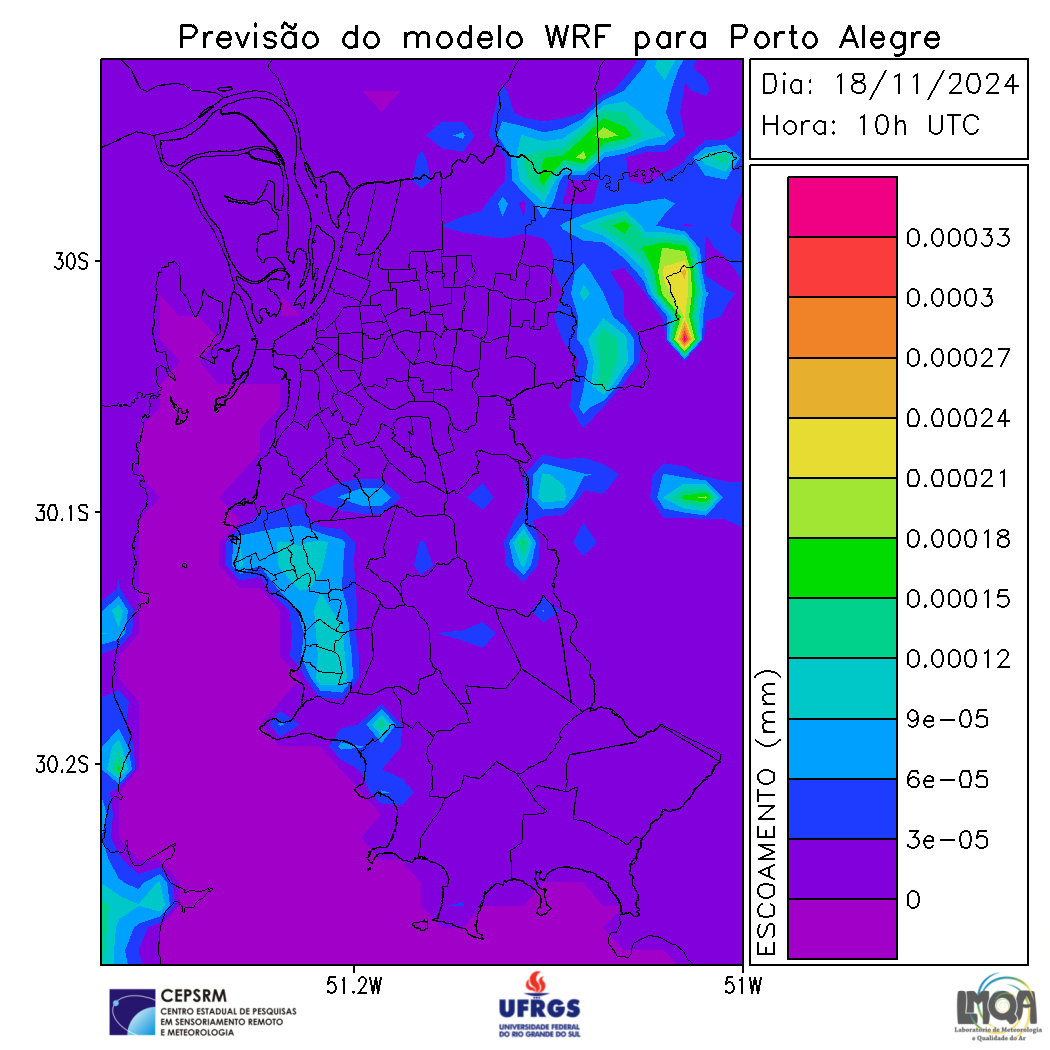 Previsão do modelo WRF para Porto Alegre
Dia: 18/11/2024
Hora: 10h UTC
30S
30.1S
30.2S
51.2W
51W
ESCOAMENTO (mm)
0.00033
0.0003
0.00027
0.00024
0.00021
0.00018
0.00015
0.00012
9e-05
6e-05
3e-05
0
CEPSRM
CENTRO ESTADUAL DE PESQUISAS
EM SENSORIAMENTO REMOTO
E METEOROLOGIA
UFRGS
UNIVERSIDADE FEDERAL
DO RIO GRANDE DO SUL
LMQA
Laboratório de Meteorologia
e Qualidade do Ar